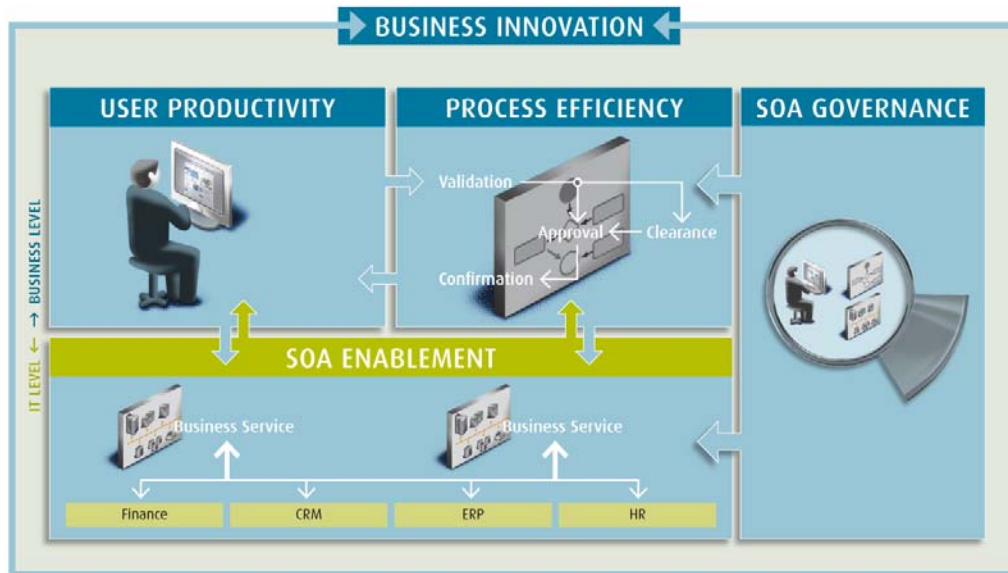 BUSINESS INNOVATION
USER PRODUCTIVITY
PROCESS EFFICIENCY
SOA GOVERNANCE
Validation
Approval
Clearance
Confirmation
IT LEVEL ← → BUSINESS LEVEL
SOA ENABLEMENT
Business Service
Business Service
Finance
CRM
ERP
HR